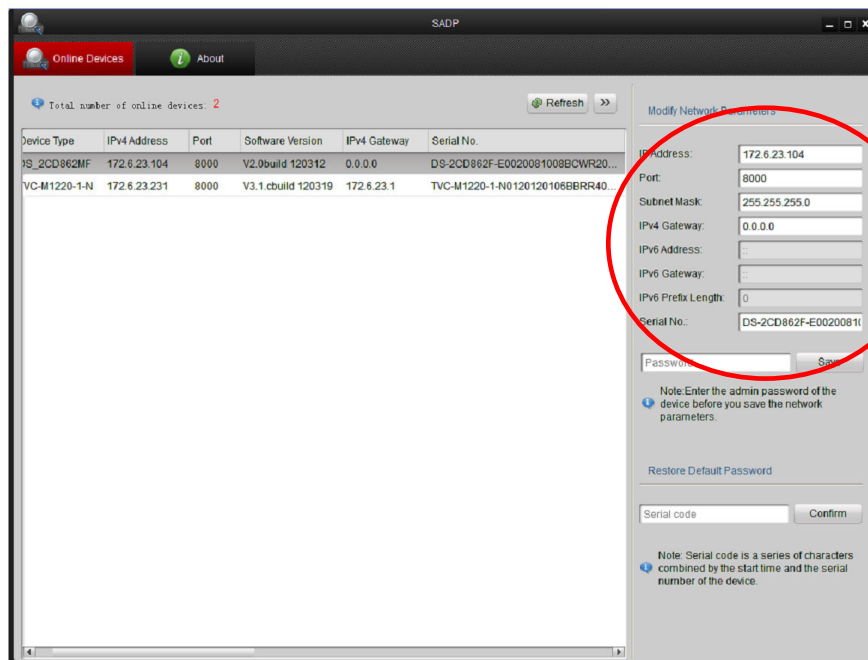 SADP
Online Devices
About
Total number of online devices: 2
Refresh
Device Type IPv4 Address Port Software Version IPv4 Gateway Serial No.
DS_2CD862MF 172.6.23.104 8000 V2.0build 120312 0.0.0.0 DS-2CD862F-E0020081008BCWR20...
TVC-M1220-1-N 172.6.23.231 8000 V3.1.cbuild 120319 172.6.23.1 TVC-M1220-1-N0120120106BBRR40...
Modify Network Parameters
IP Address: 172.6.23.104
Port: 8000
Subnet Mask: 255.255.255.0
IPv4 Gateway: 0.0.0.0
IPv6 Address: ::
IPv6 Gateway: ::
IPv6 Prefix Length: 0
Serial No.: DS-2CD862F-E0020081(
Password Save
Note:Enter the admin password of the
device before you save the network
parameters.
Restore Default Password
Serial code Confirm
Note: Serial code is a series of characters
combined by the start time and the serial
number of the device.